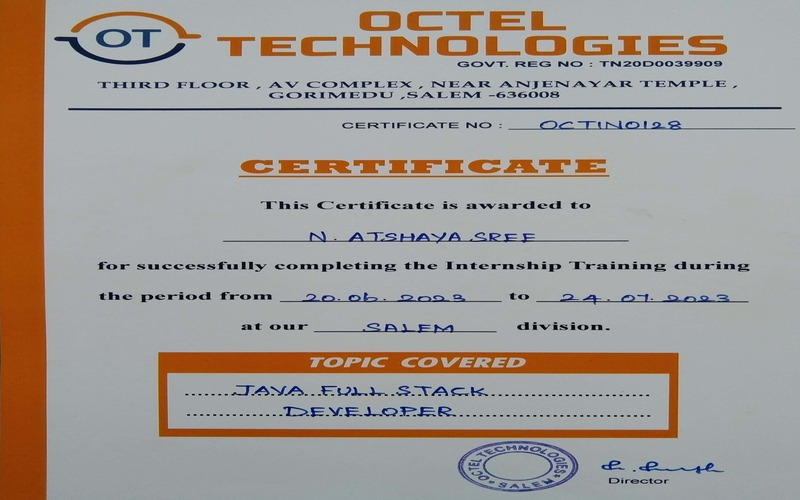 OT
OCTEL
TECHNOLOGIES
GOVT. REG NO : TN20D0039909
THIRD FLOOR , AV COMPLEX , NEAR ANJENAYAR TEMPLE ,
GORIMEDU ,SALEM -636008
CERTIFICATE NO : OCTIN0128
CERTIFICATE
This Certificate is awarded to
N. ATSHAYA SREE
for successfully completing the Internship Training during
the period from 20.06.2023 to 24.07.2023
at our SALEM division.
TOPIC COVERED
JAVA FULL STACK
DEVELOPER
OCTEL TECHNOLOGIES
SALEM
Director